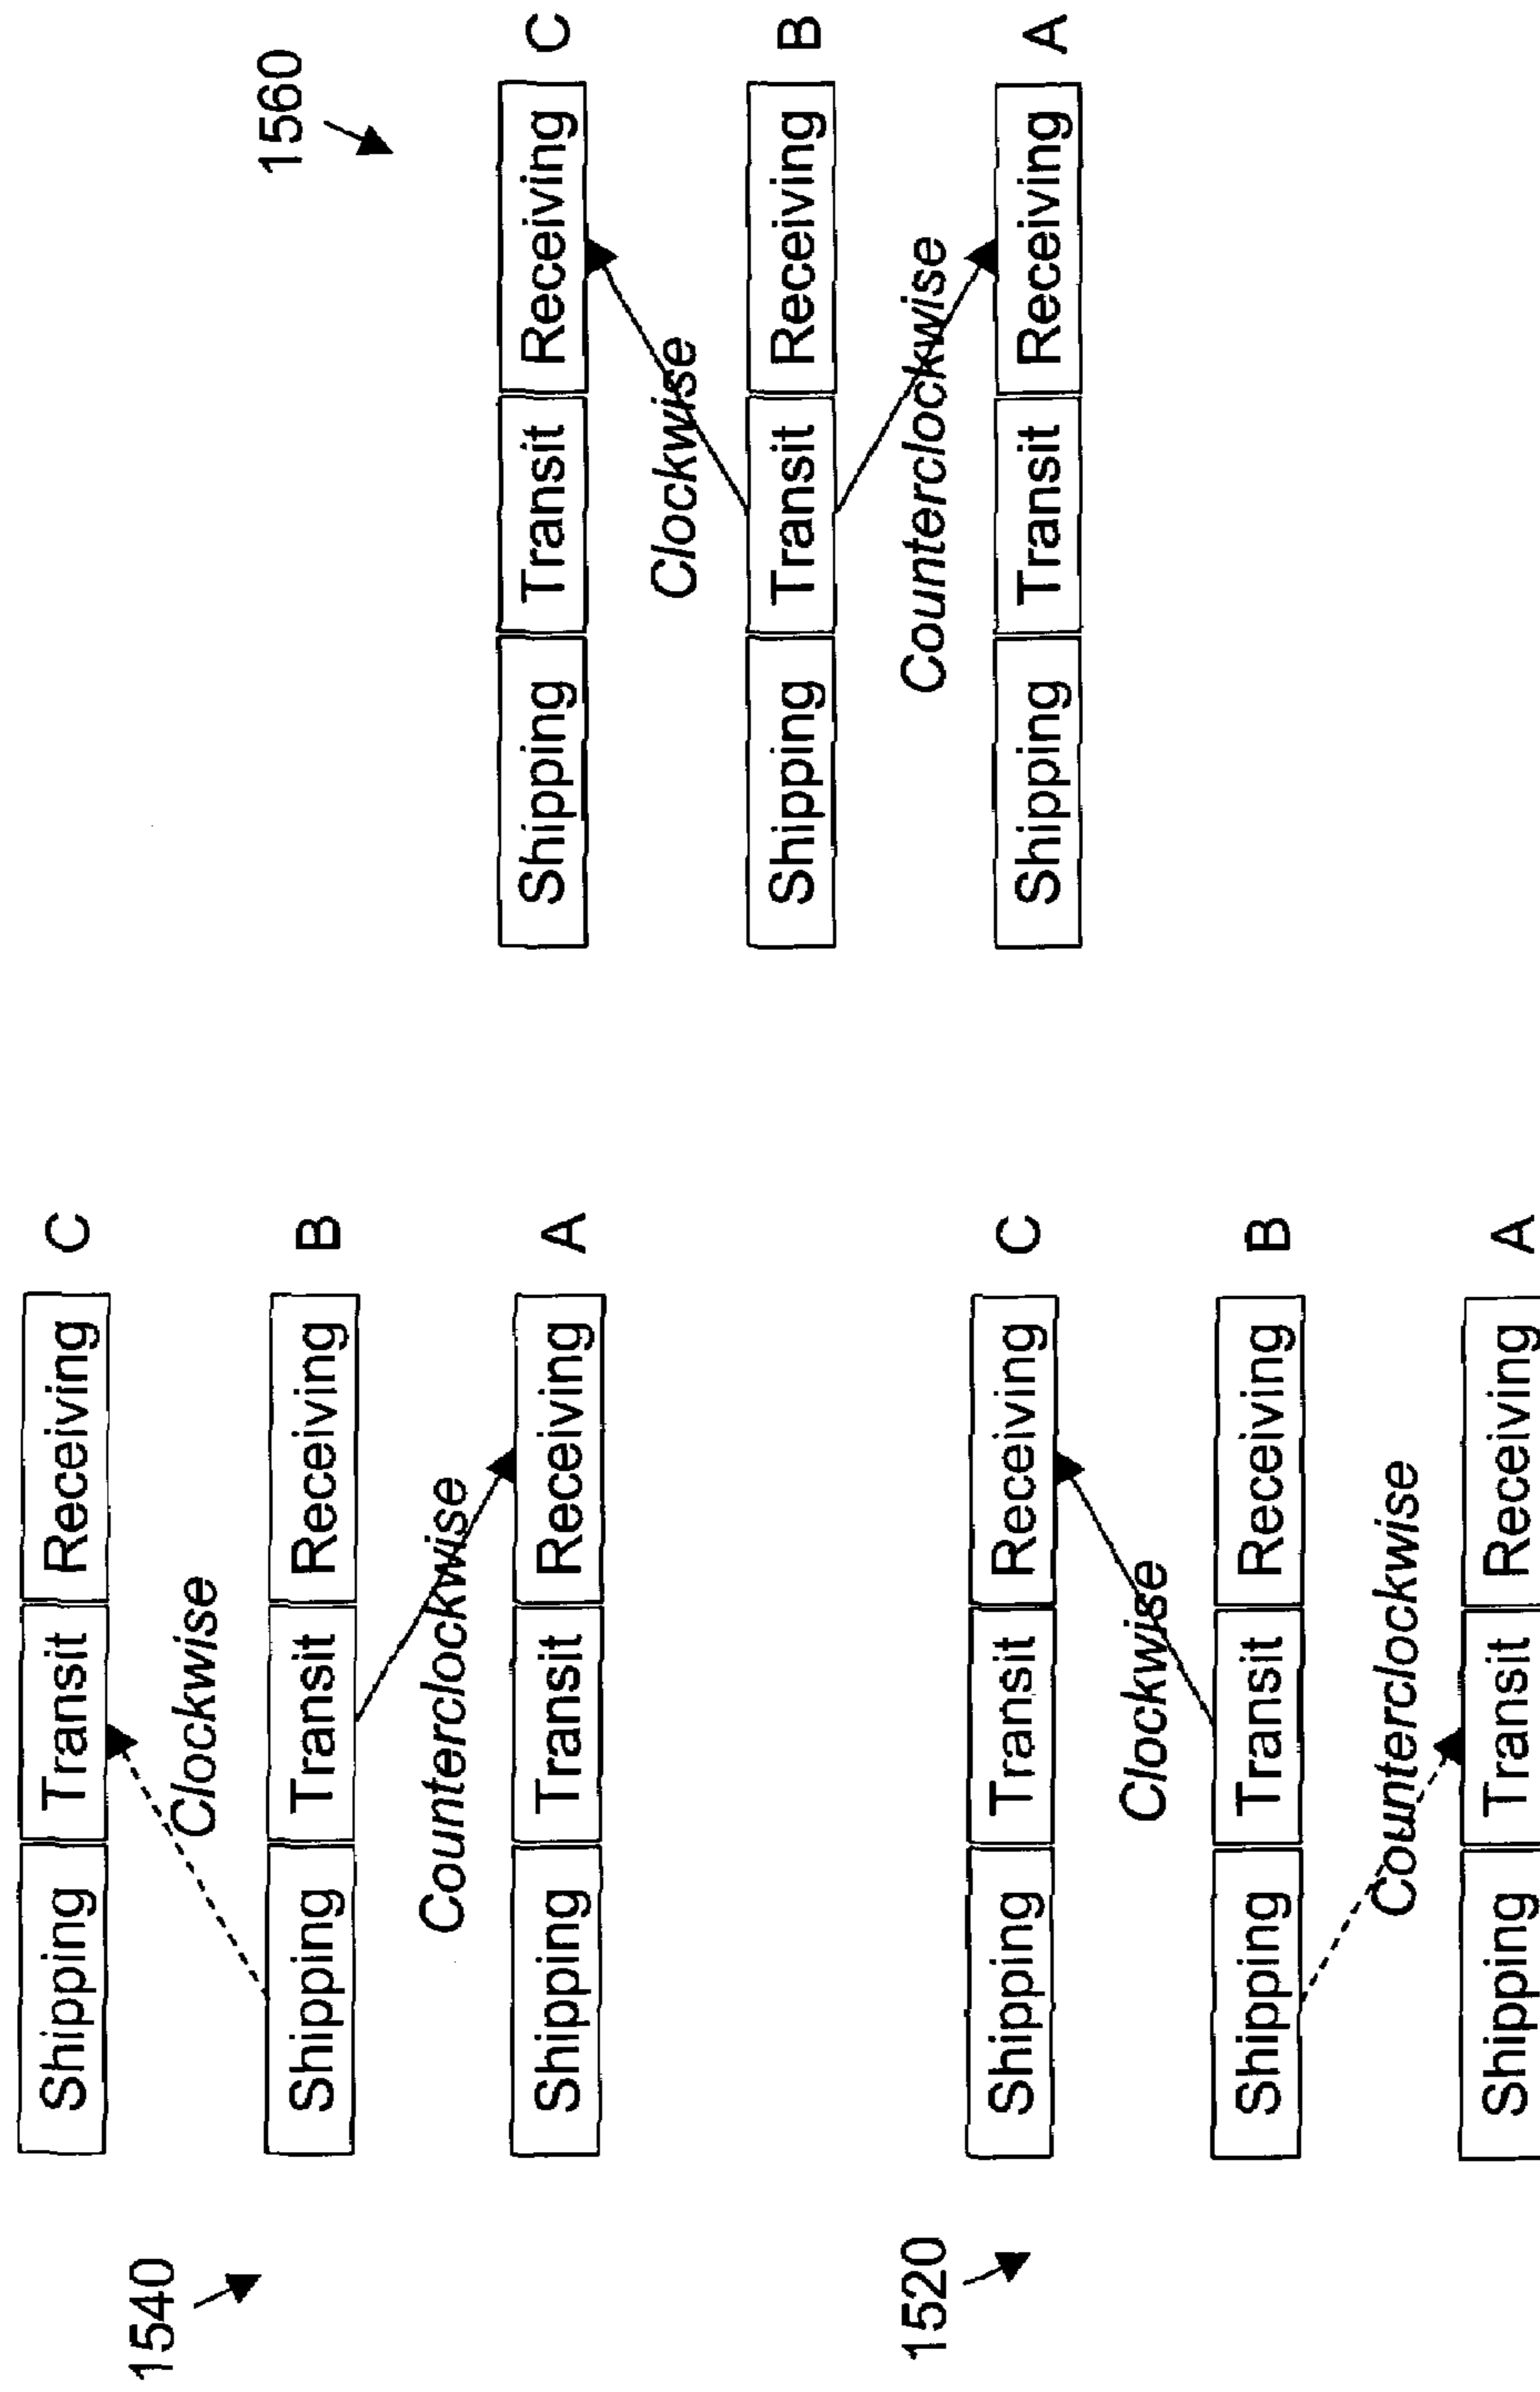 1540
Shipping Transit Receiving C
Clockwise
Shipping Transit Receiving B
Counterclockwise
Shipping Transit Receiving A
1560
Shipping Transit Receiving C
Clockwise
Shipping Transit Receiving B
Counterclockwise
Shipping Transit Receiving A
1520
Shipping Transit Receiving C
Clockwise
Shipping Transit Receiving B
Counterclockwise
Shipping Transit Receiving A